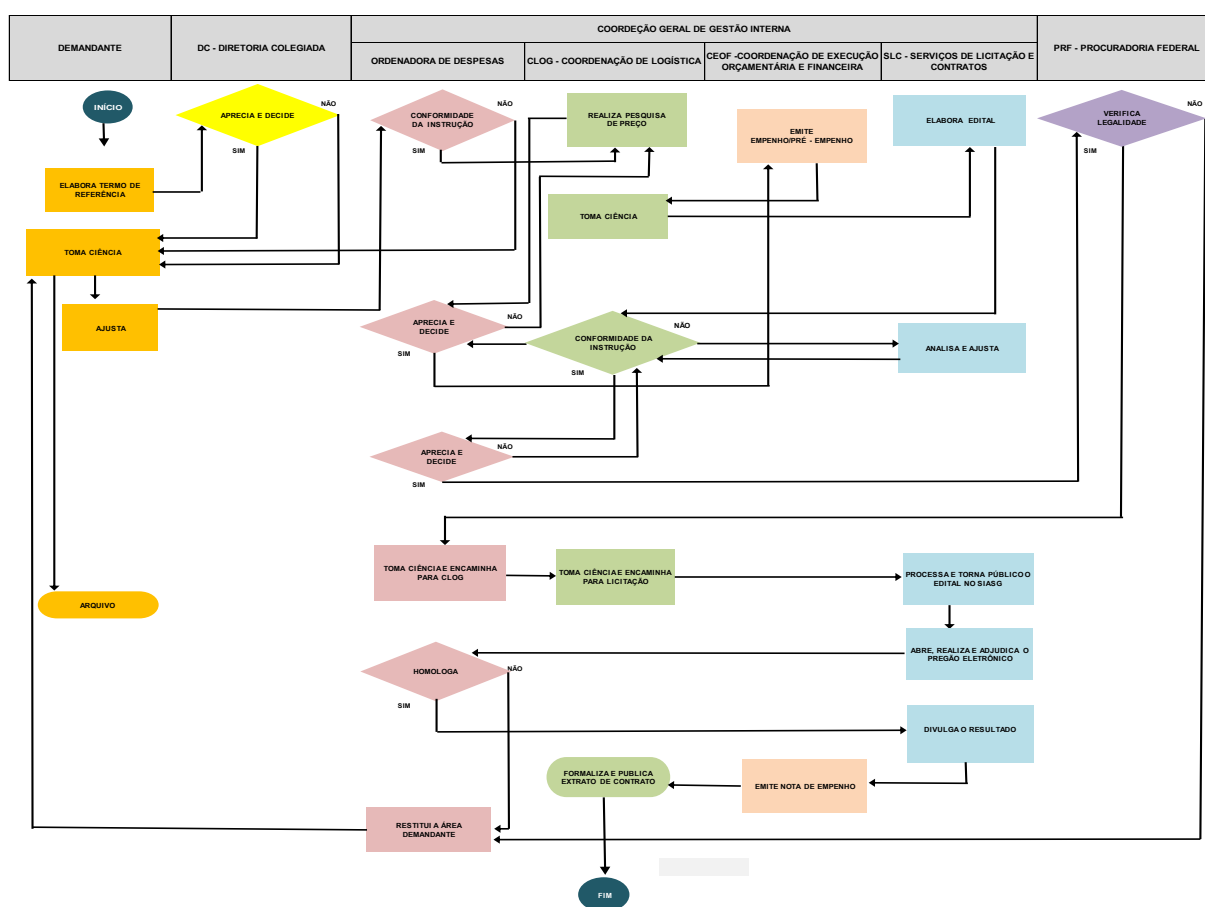 COORDEÇÃO GERAL DE GESTÃO INTERNA
DEMANDANTE
DC - DIRETORIA COLEGIADA
PRF - PROCURADORIA FEDERAL
ORDENADORA DE DESPESAS
CLOG - COORDENAÇÃO DE LOGÍSTICA
CEOF -COORDENAÇÃO DE EXECUÇÃO
ORÇAMENTÁRIA E FINANCEIRA
SLC - SERVIÇOS DE LICITAÇÃO E
CONTRATOS
INÍCIO
APRECIA E DECIDE
NÃO
SIM
CONFORMIDADE
DA INSTRUÇÃO
NÃO
SIM
REALIZA PESQUISA
DE PREÇO
EMITE
EMPENHO/PRÉ - EMPENHO
ELABORA EDITAL
VERIFICA
LEGALIDADE
NÃO
SIM
ELABORA TERMO DE
REFERÊNCIA
TOMA CIÊNCIA
TOMA CIÊNCIA
AJUSTA
APRECIA E
DECIDE
NÃO
SIM
CONFORMIDADE DA
INSTRUÇÃO
NÃO
SIM
ANALISA E AJUSTA
APRECIA E
DECIDE
NÃO
SIM
TOMA CIÊNCIA E ENCAMINHA
PARA CLOG
TOMA CIÊNCIA E ENCAMINHA
PARA LICITAÇÃO
PROCESSA E TORNA PÚBLICO O
EDITAL NO SIASG
ARQUIVO
ABRE, REALIZA E ADJUDICA O
PREGÃO ELETRÔNICO
HOMOLOGA
NÃO
SIM
DIVULGA O RESULTADO
FORMALIZA E PUBLICA
EXTRATO DE CONTRATO
EMITE NOTA DE EMPENHO
RESTITUI A ÁREA
DEMANDANTE
FIM